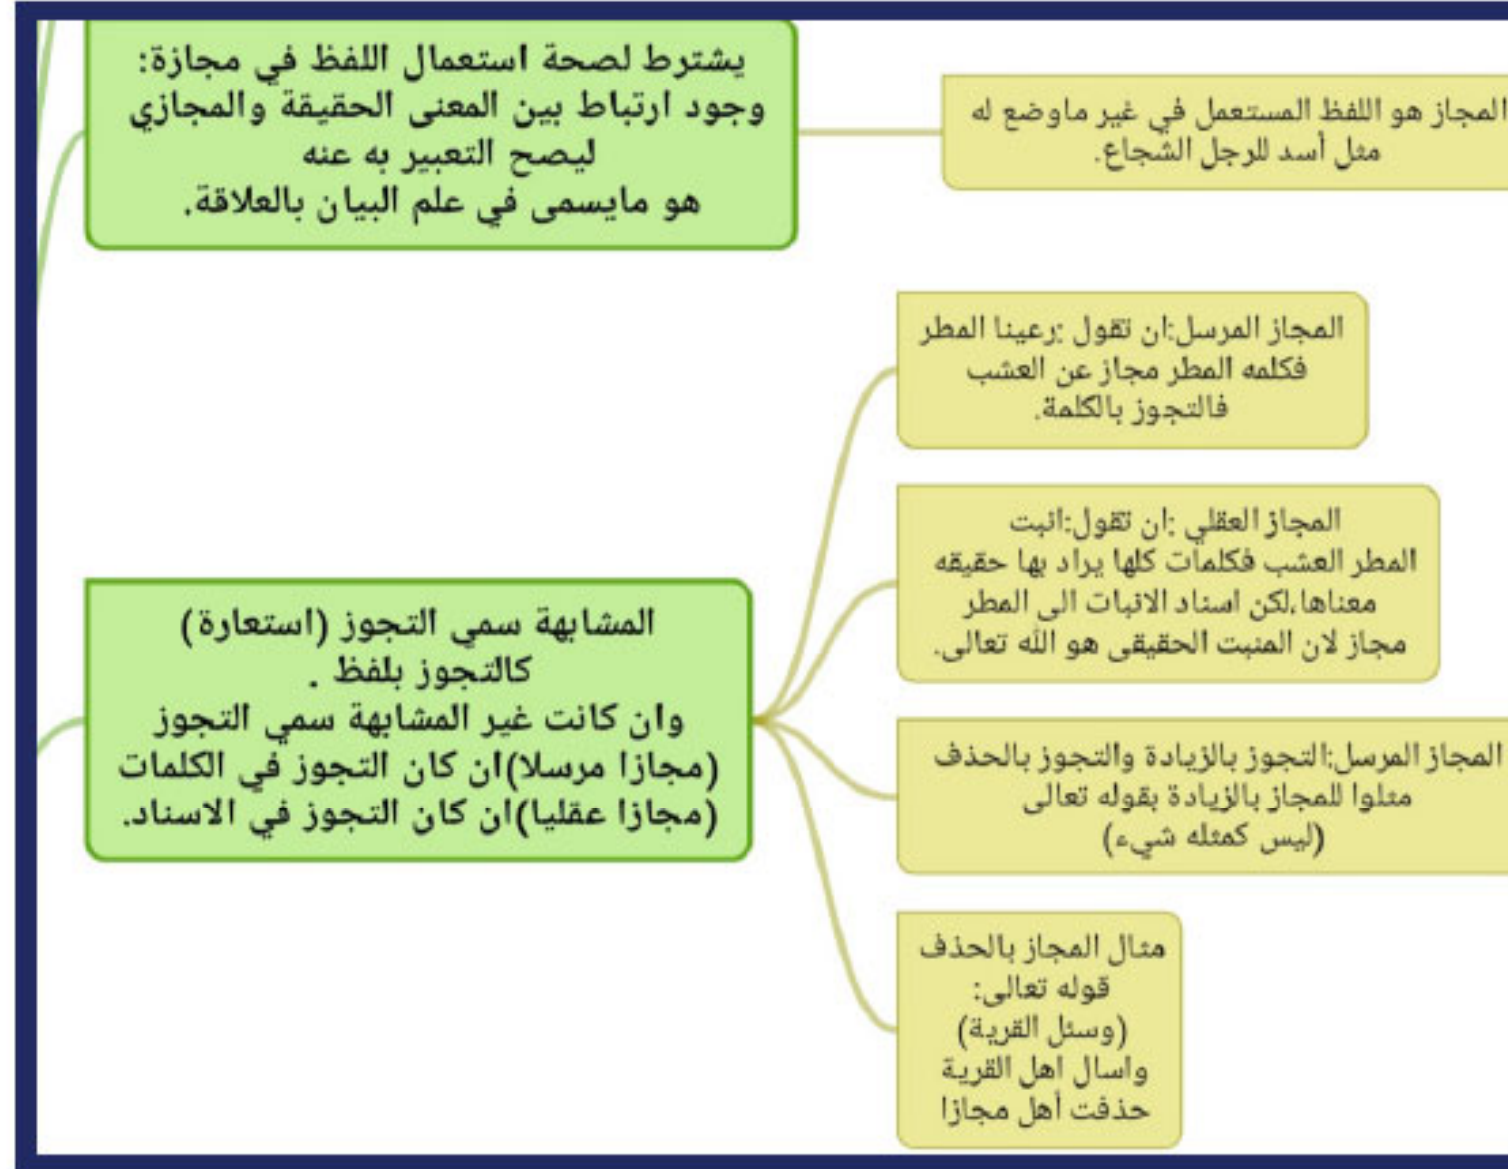 يشترط لصحة استعمال اللفظ في مجازة:
وجود ارتباط بين المعنى الحقيقة والمجازي
ليصح التعبير به عنه
هو مايسمى في علم البيان بالعلاقة.
المجاز هو اللفظ المستعمل في غير ماوضع له
مثل أسد للرجل الشجاع.
المشابهة سمي التجوز (استعارة)
كالتجوز بلفظ .
وان كانت غير المشابهة سمي التجوز
(مجازا مرسلا)ان كان التجوز في الكلمات
(مجازا عقليا)ان كان التجوز في الاسناد.
المجاز المرسل:ان تقول :رعينا المطر
فكلمه المطر مجاز عن العشب
فالتجوز بالكلمة.
المجاز العقلي :ان تقول:انبت
المطر العشب فكلمات كلها يراد بها حقيقه
معناها،لكن اسناد الانبات الى المطر
مجاز لان المنبت الحقيقى هو الله تعالى.
المجاز المرسل:التجوز بالزيادة والتجوز بالحذف
مثلوا للمجاز بالزيادة بقوله تعالى
(ليس كمثله شيء)
مثال المجاز بالحذف
قوله تعالى:
(وسئل القرية)
واسال اهل القرية
حذفت أهل مجازا